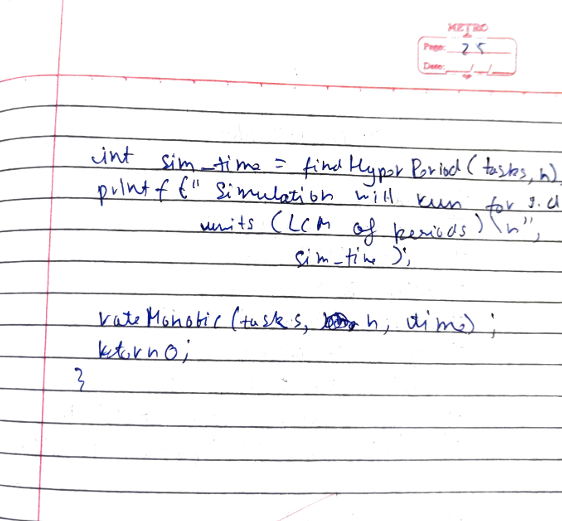 METRO
Page: 25
Date: / /
int sim_time = findHyperPeriod (tasks, n)
printf (" Simulation will run for %d
units (LCM of periods) \n",
sim_time );
rateMonotic (tasks, n, time) ;
return 0;
}